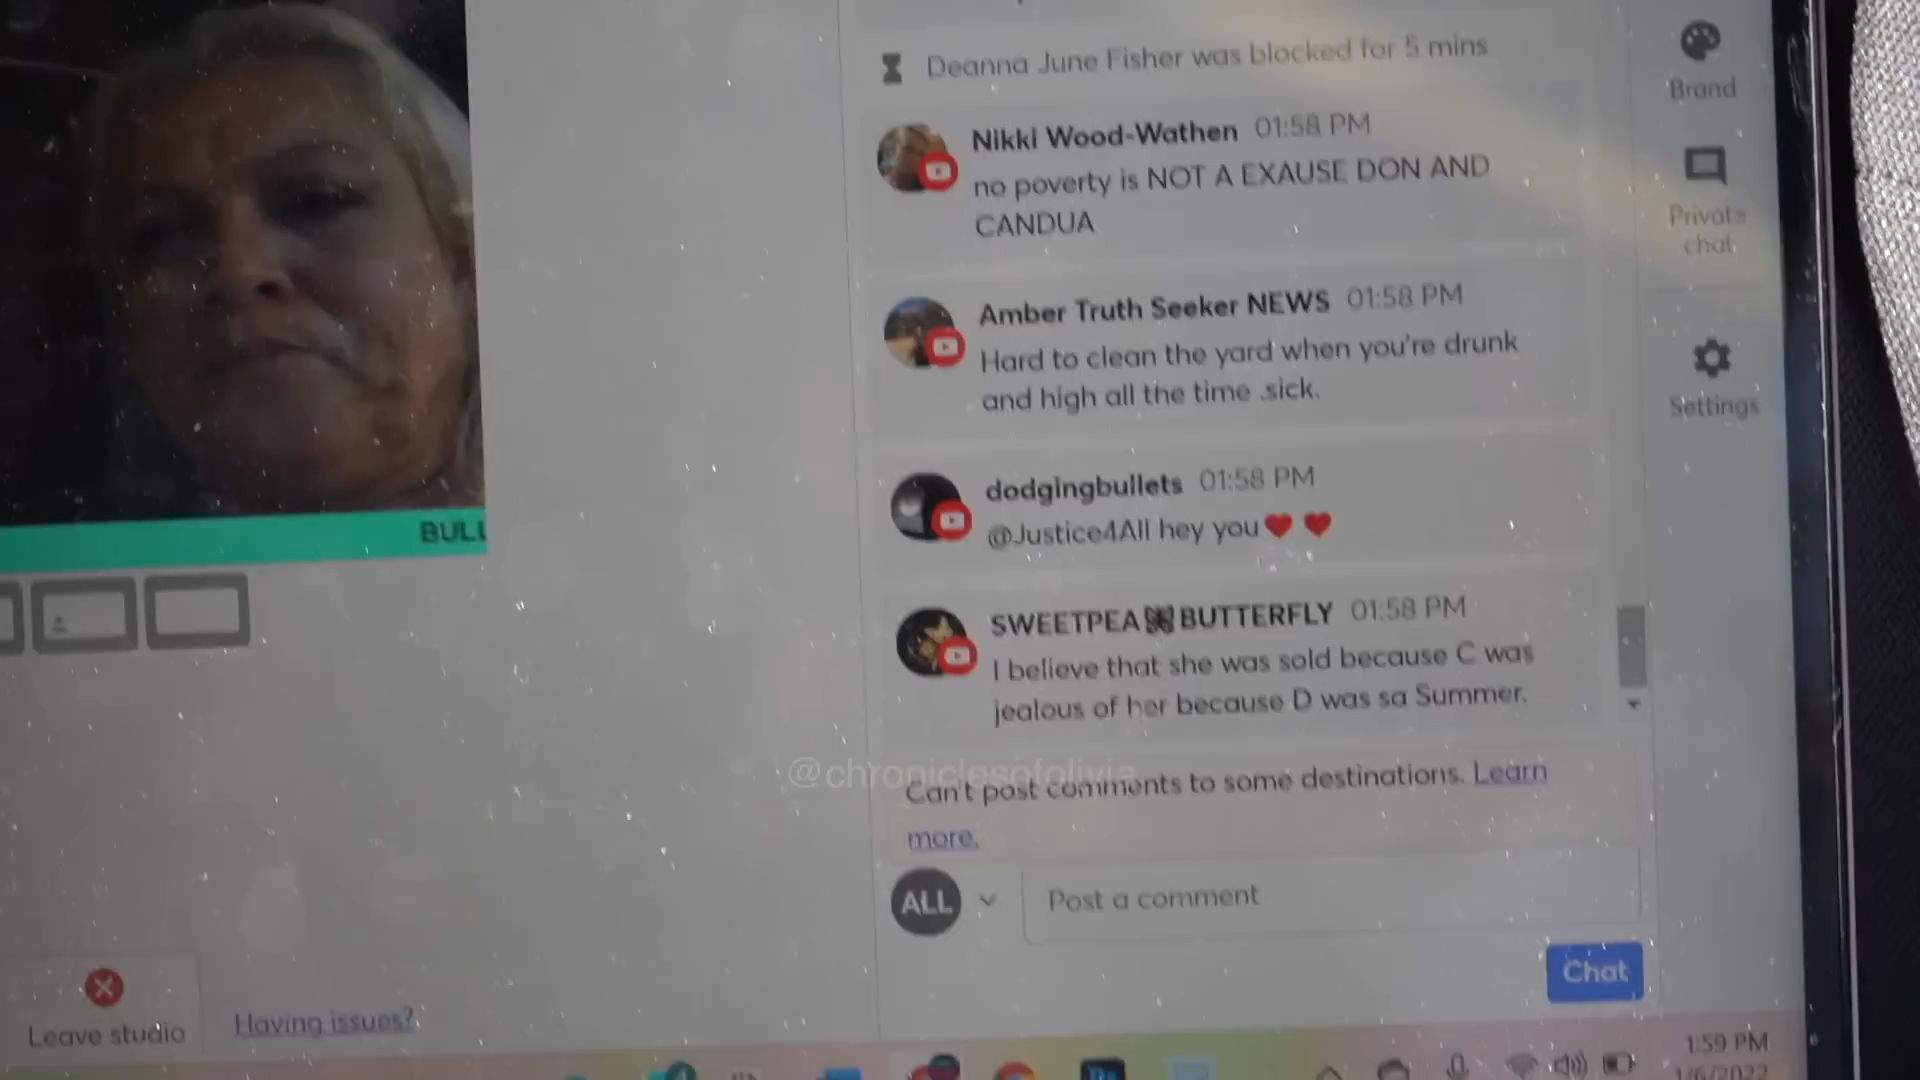 Deanna June Fisher was blocked for 5 mins
Nikki Wood-Wathen 01:58 PM
no poverty is NOT A EXAUSE DON AND
CANDUA
Amber Truth Seeker NEWS 01:58 PM
Hard to clean the yard when you're drunk
and high all the time .sick.
dodgingbullets 01:58 PM
@Justice4All hey you❤️ ❤️
SWEETPEA BUTTERFLY 01:58 PM
I believe that she was sold because C was
jealous of her because D was sa Summer.
@chroniclesofolivia
Can't post comments to some destinations. Learn
more.
ALL
Post a comment
Chat
Brand
Private
chat
Settings
BULL
Leave studio
Having issues?
1:59 PM
1/6/2022